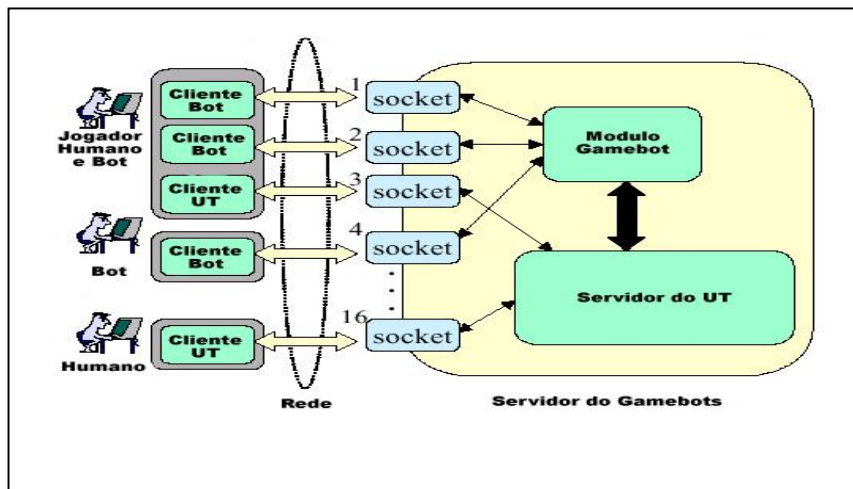 Jogador
Humano
e Bot
Cliente
Bot
Cliente
Bot
Cliente
UT
Bot
Cliente
Bot
Humano
Cliente
UT
Rede
1
socket
2
socket
3
socket
4
socket
16
socket
Modulo
Gamebot
Servidor do UT
Servidor do Gamebots